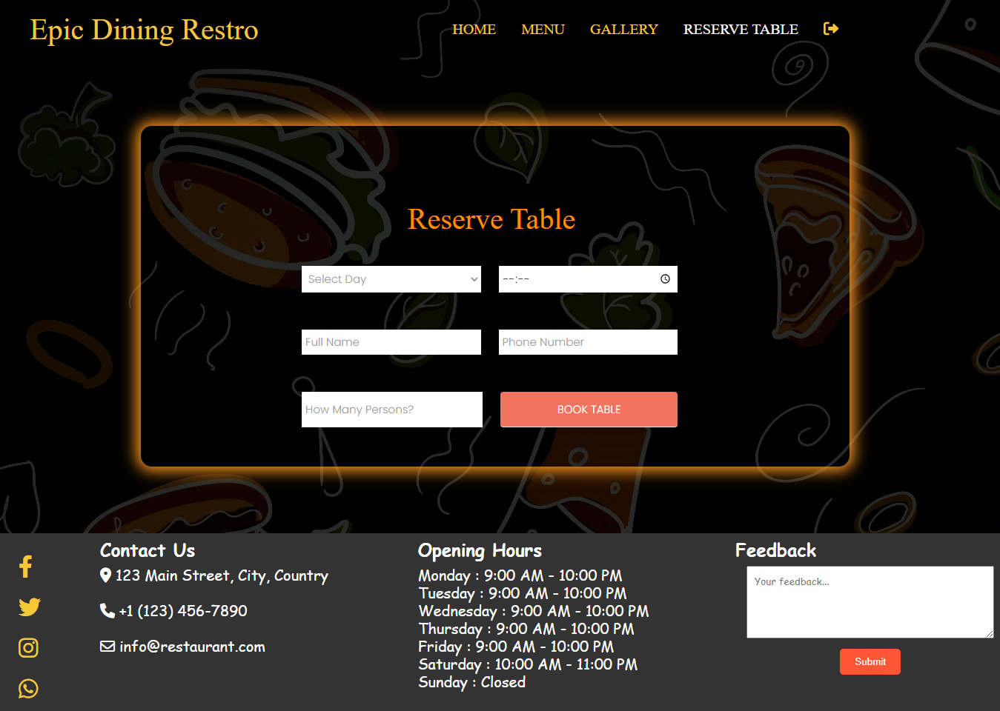 Epic Dining Restro
HOME MENU GALLERY RESERVE TABLE
Reserve Table
Select Day
--:--
Full Name
Phone Number
How Many Persons?
BOOK TABLE
Contact Us
123 Main Street, City, Country
+1 (123) 456-7890
info@restaurant.com
Opening Hours
Monday : 9:00 AM - 10:00 PM
Tuesday : 9:00 AM - 10:00 PM
Wednesday : 9:00 AM - 10:00 PM
Thursday : 9:00 AM - 10:00 PM
Friday : 9:00 AM - 10:00 PM
Saturday : 10:00 AM - 11:00 PM
Sunday : Closed
Feedback
Your feedback...
Submit